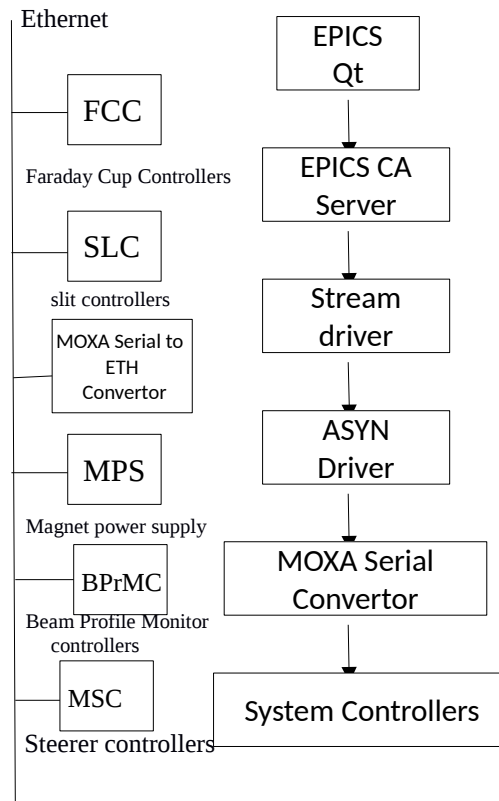 Ethernet
FCC
Faraday Cup Controllers
SLC
slit controllers
MOXA Serial to
ETH
Convertor
MPS
Magnet power supply
BPrMC
Beam Profile Monitor
controllers
MSC
Steerer controllers
EPICS
Qt
EPICS CA
Server
Stream
driver
ASYN
Driver
MOXA Serial
Convertor
System Controllers